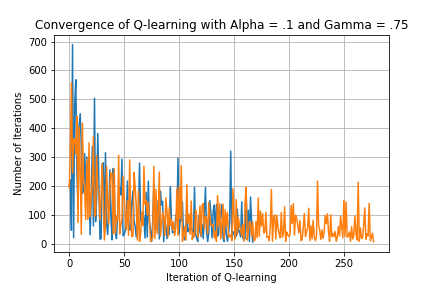 Convergence of Q-learning with Alpha = .1 and Gamma = .75
Number of Iterations
700
600
500
400
300
200
100
0
0 50 100 150 200 250
Iteration of Q-learning